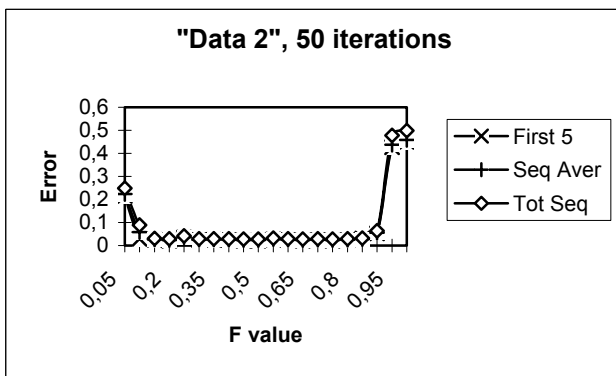 "Data 2", 50 iterations
0,6
0,5
0,4
0,3
0,2
0,1
0
Error
0,05
0,2
0,35
0,5
0,65
0,8
0,95
F value
First 5
Seq Aver
Tot Seq